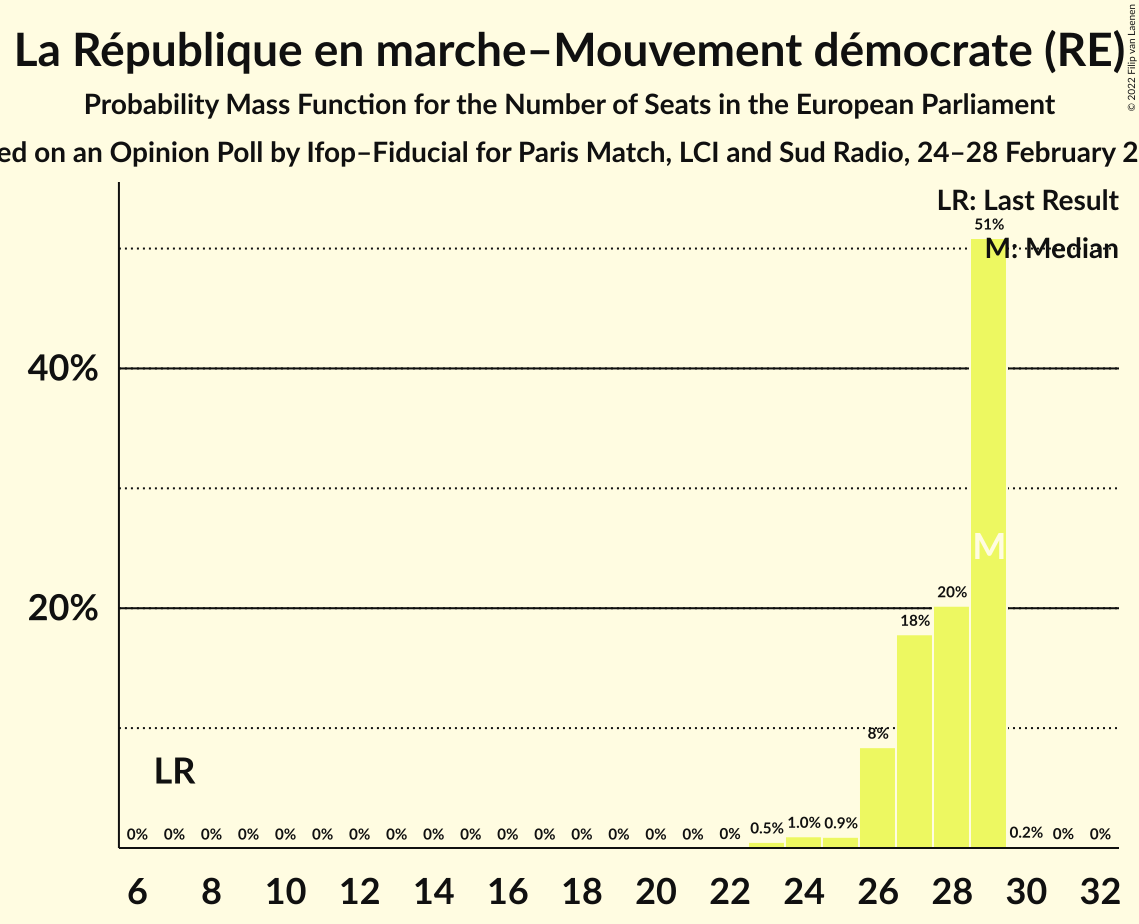 La République en marche–Mouvement démocrate (RE)
© 2022 Filip van Laenen
Probability Mass Function for the Number of Seats in the European Parliament
on an Opinion Poll by Ifop–Fiducial for Paris Match, LCI and Sud Radio, 24–28 February
LR: Last Result
51%
M: Median
40%
M
20%
20%
18%
8%
LR
0% 0% 0% 0% 0% 0% 0% 0% 0% 0% 0% 0% 0% 0% 0% 0% 0% 0.5% 1.0% 0.9% 0.2% 0% 0%
6 8 10 12 14 16 18 20 22 24 26 28 30 32